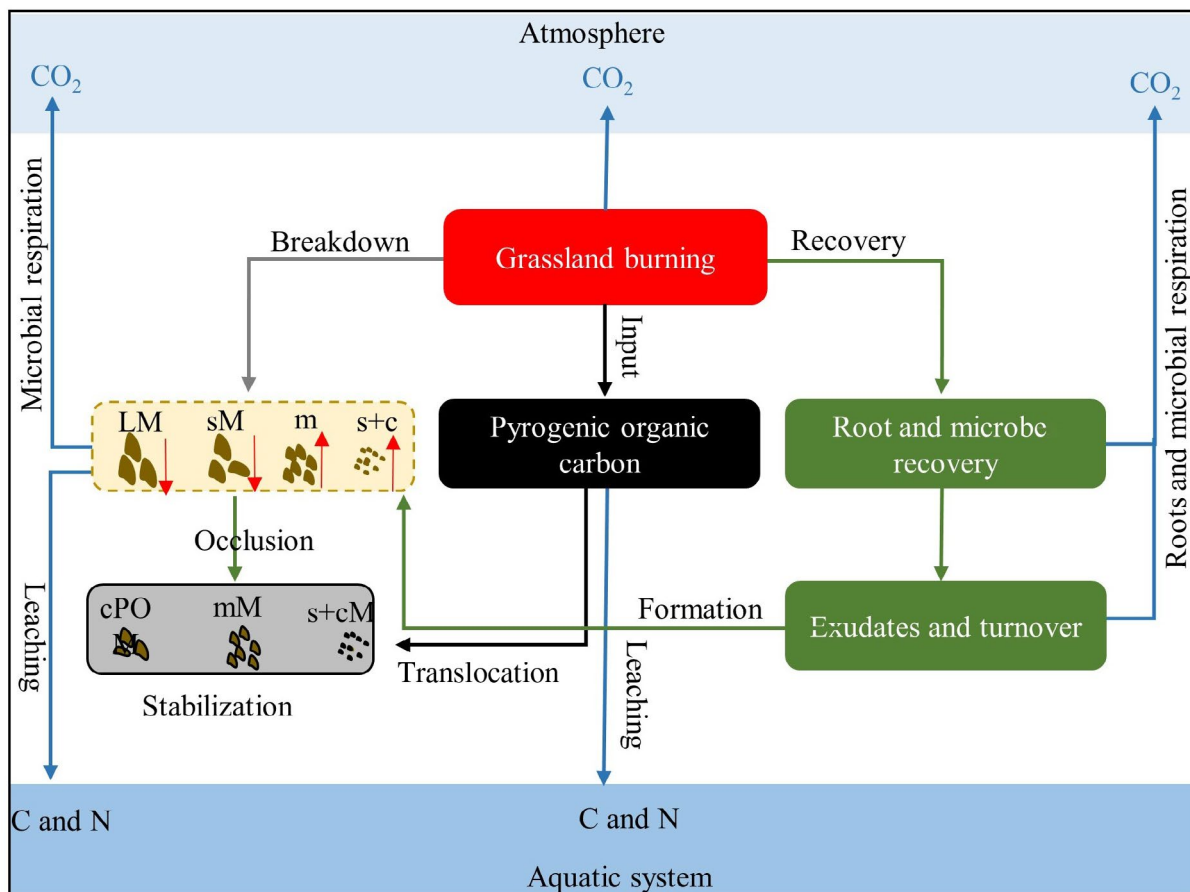 Atmosphere
CO₂
CO₂
CO₂
Microbial respiration
Breakdown
Grassland burning
Recovery
Roots and microbial respiration
Input
LM
sM
m
s+c
Pyrogenic organic
carbon
Root and microbc
recovery
Occlusion
Leaching
cPO
M
mM
s+cM
Formation
Exudates and turnover
Translocation
Leaching
Stabilization
C and N
C and N
Aquatic system